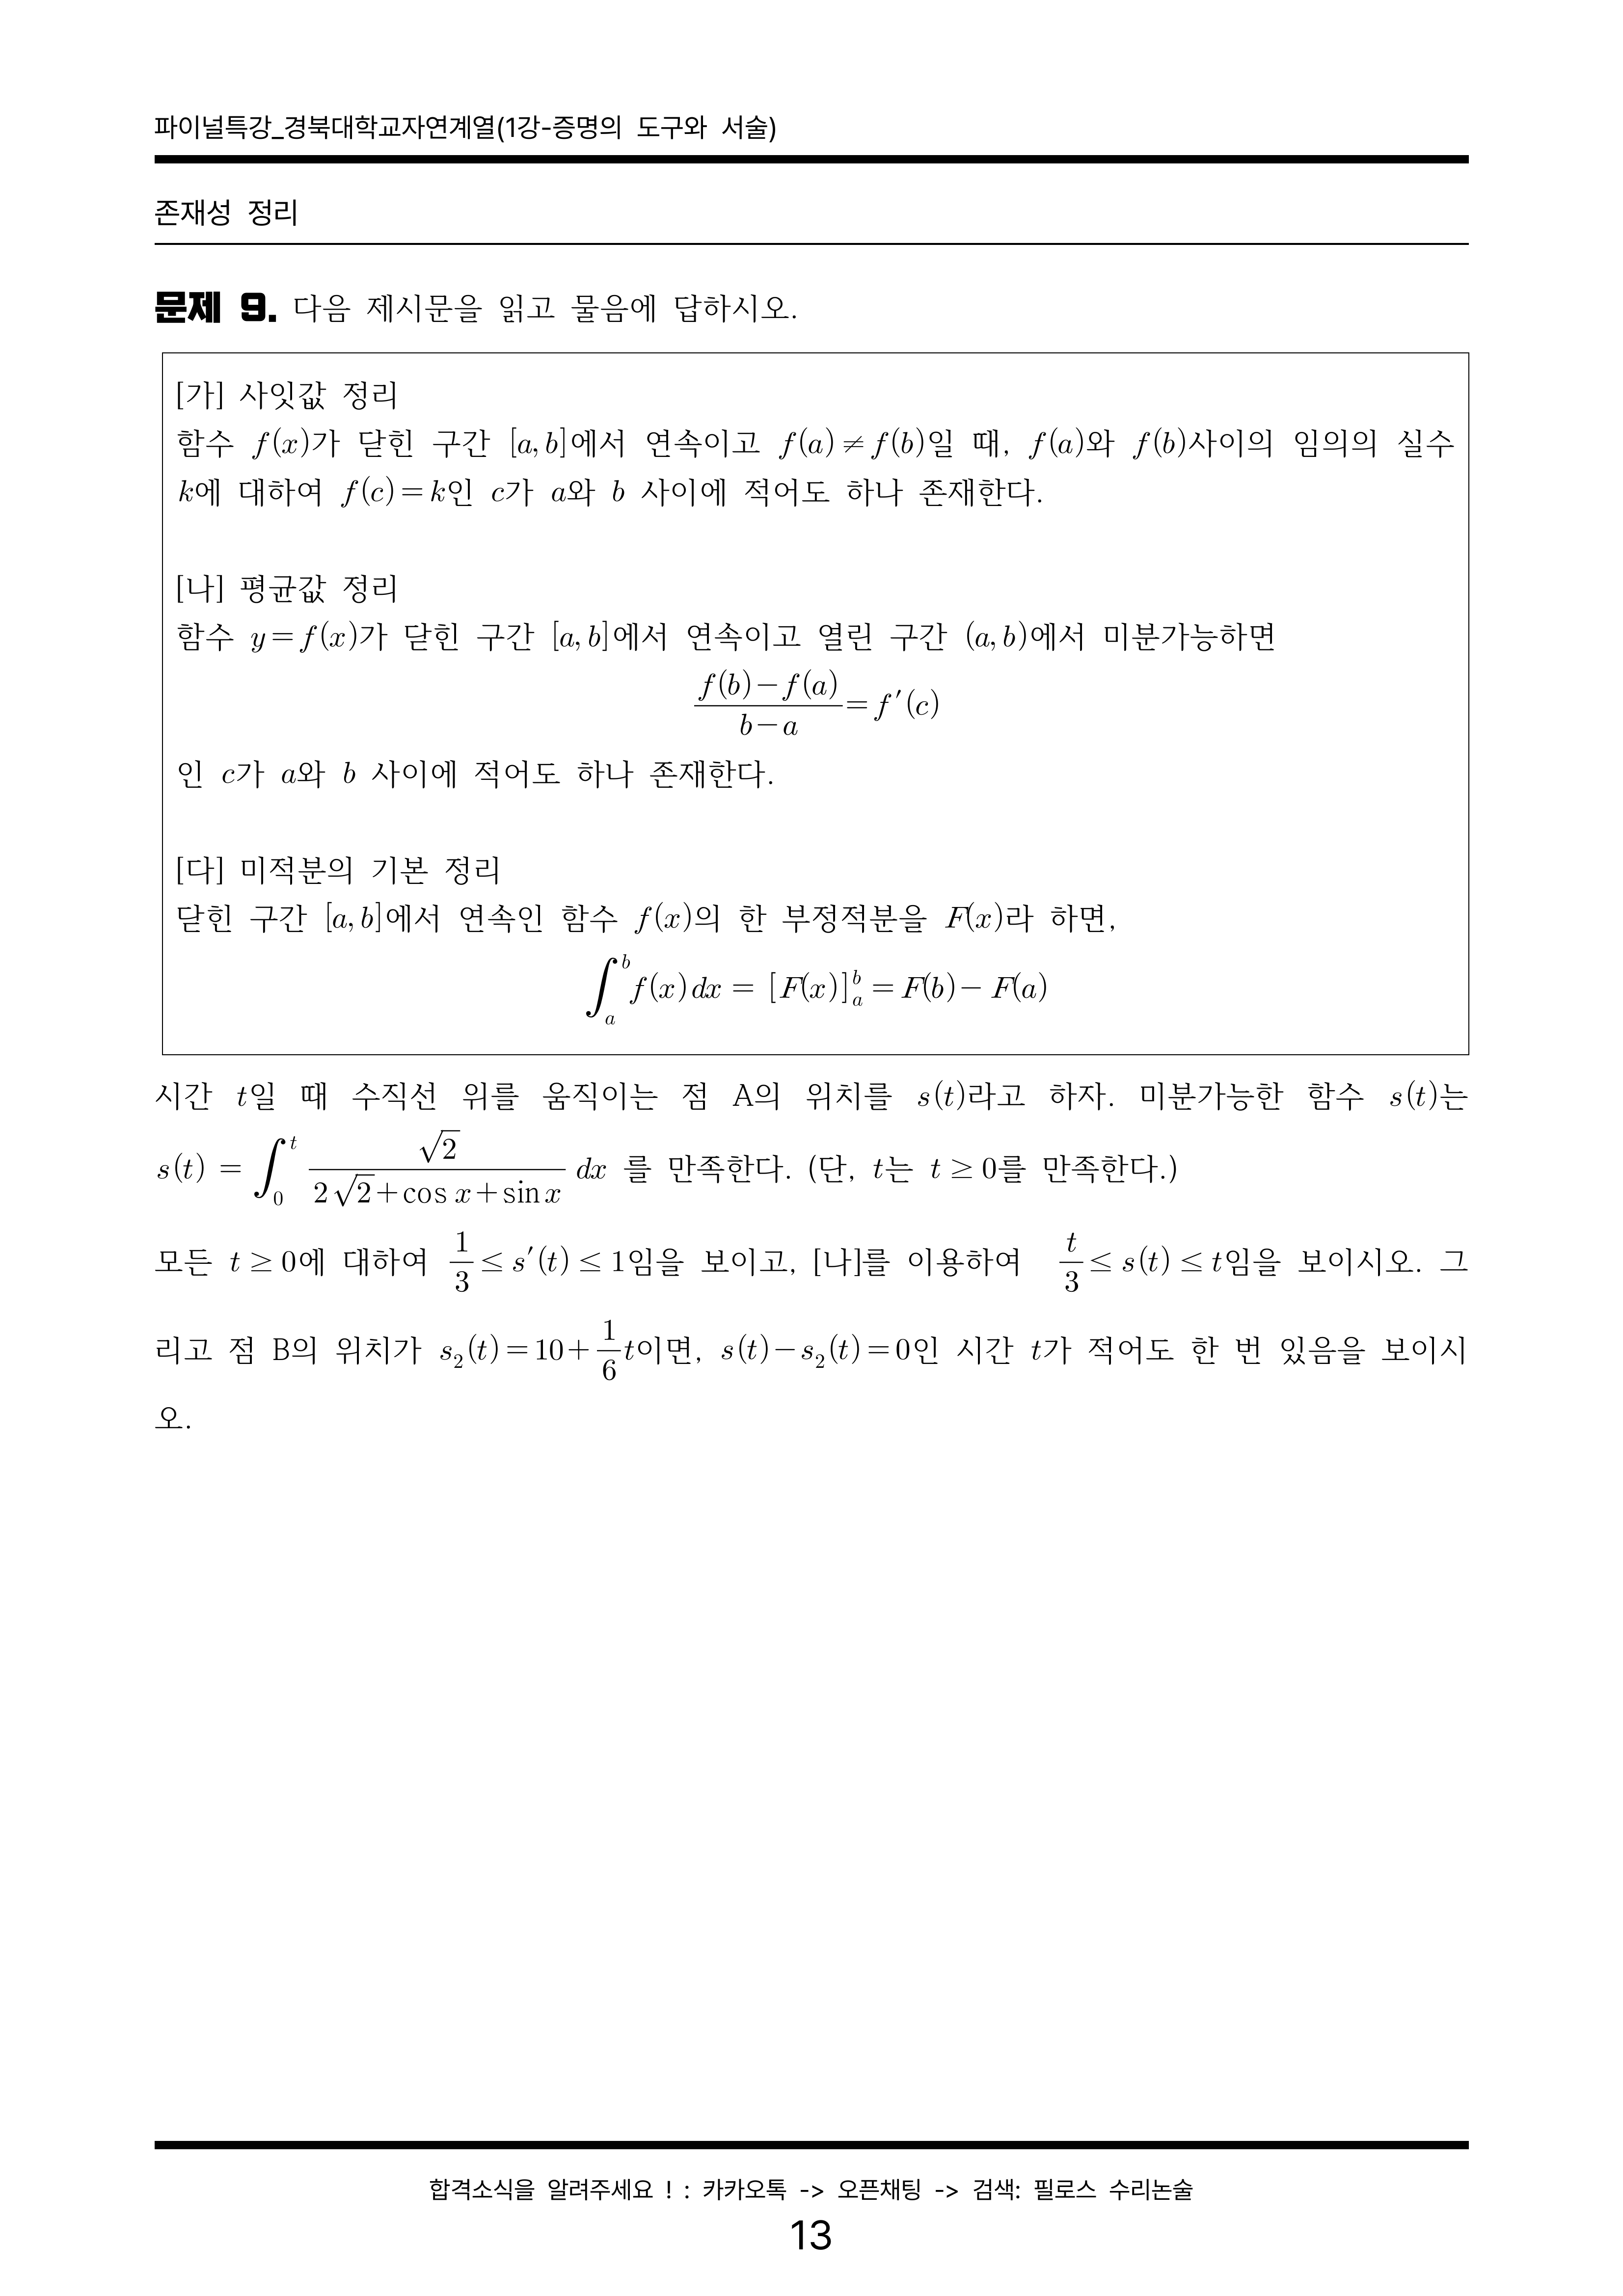 파이널특강_경북대학교자연계열(1강-증명의 도구와 서술)
존재성 정리
문제 9. 다음 제시문을 읽고 물음에 답하시오.
[가] 사잇값 정리
함수 f(x)가 닫힌 구간 [a, b]에서 연속이고 f(a)≠f(b)일 때, f(a)와 f(b)사이의 임의의 실수
k에 대하여 f(c)=k인 c가 a와 b 사이에 적어도 하나 존재한다.
[나] 평균값 정리
함수 y=f(x)가 닫힌 구간 [a, b]에서 연속이고 열린 구간 (a, b)에서 미분가능하면
\frac{f(b)-f(a)}{b-a}=f'(c)
인 c가 a와 b 사이에 적어도 하나 존재한다.
[다] 미적분의 기본 정리
닫힌 구간 [a, b]에서 연속인 함수 f(x)의 한 부정적분을 F(x)라 하면,
\int_a^b f(x)dx = [F(x)]_a^b = F(b)-F(a)
시간 t일 때 수직선 위를 움직이는 점 A의 위치를 s(t)라고 하자. 미분가능한 함수 s(t)는
s(t) = \int_0^t \frac{\sqrt{2}}{2\sqrt{2}+\cos x+\sin x} dx 를 만족한다. (단, t는 t ≥ 0를 만족한다.)
모든 t ≥ 0에 대하여 \frac{1}{3} ≤ s'(t) ≤ 1임을 보이고, [나]를 이용하여 \frac{t}{3} ≤ s(t) ≤ t임을 보이시오. 그
리고 점 B의 위치가 s_2(t)=10+\frac{1}{6}t이면, s(t)-s_2(t)=0인 시간 t가 적어도 한 번 있음을 보이시
오.
합격소식을 알려주세요 ! : 카카오톡 -> 오픈채팅 -> 검색: 필로스 수리논술
13